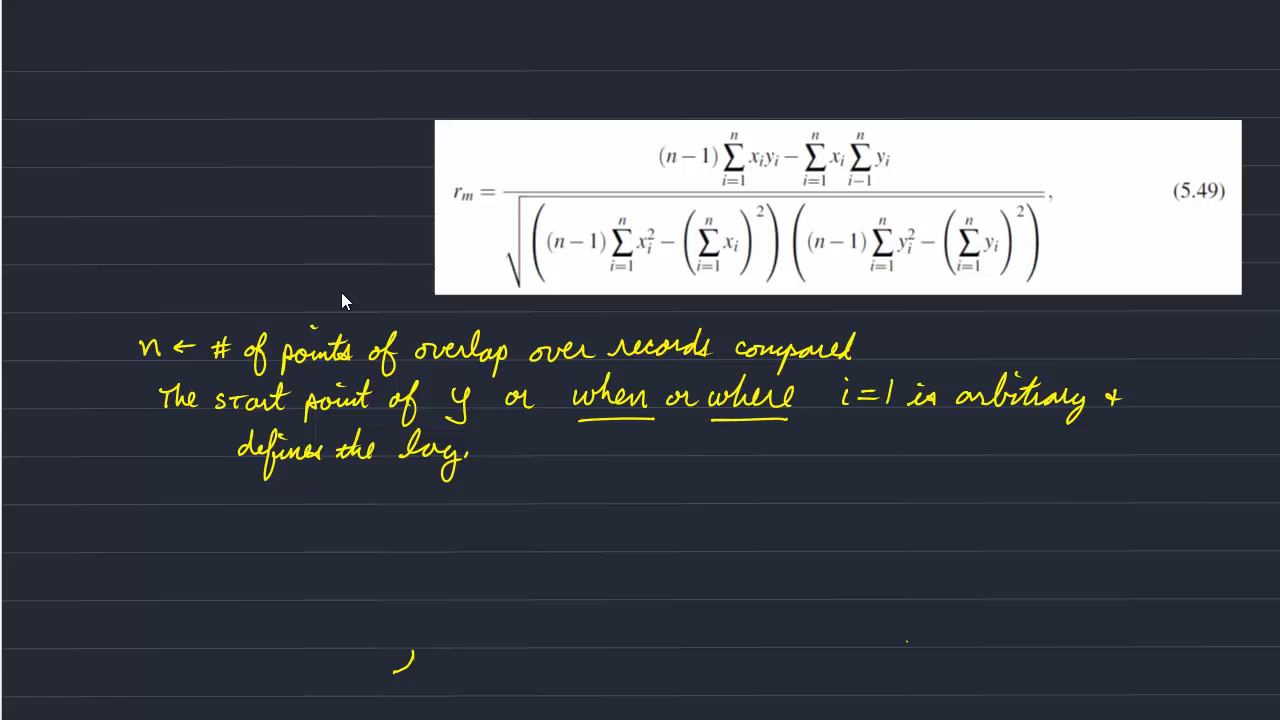 r_m = \frac{(n-1)\sum_{i=1}^{n} x_i y_i - \sum_{i=1}^{n} x_i \sum_{i-1}^{n} y_i}{\sqrt{\left((n-1)\sum_{i=1}^{n} x_i^2 - \left(\sum_{i=1}^{n} x_i\right)^2\right)\left((n-1)\sum_{i=1}^{n} y_i^2 - \left(\sum_{i=1}^{n} y_i\right)^2\right)}}, (5.49)
n ← # of points of overlap over records compared
The start point of y or when or where i=1 is arbitrary +
defines the lag.